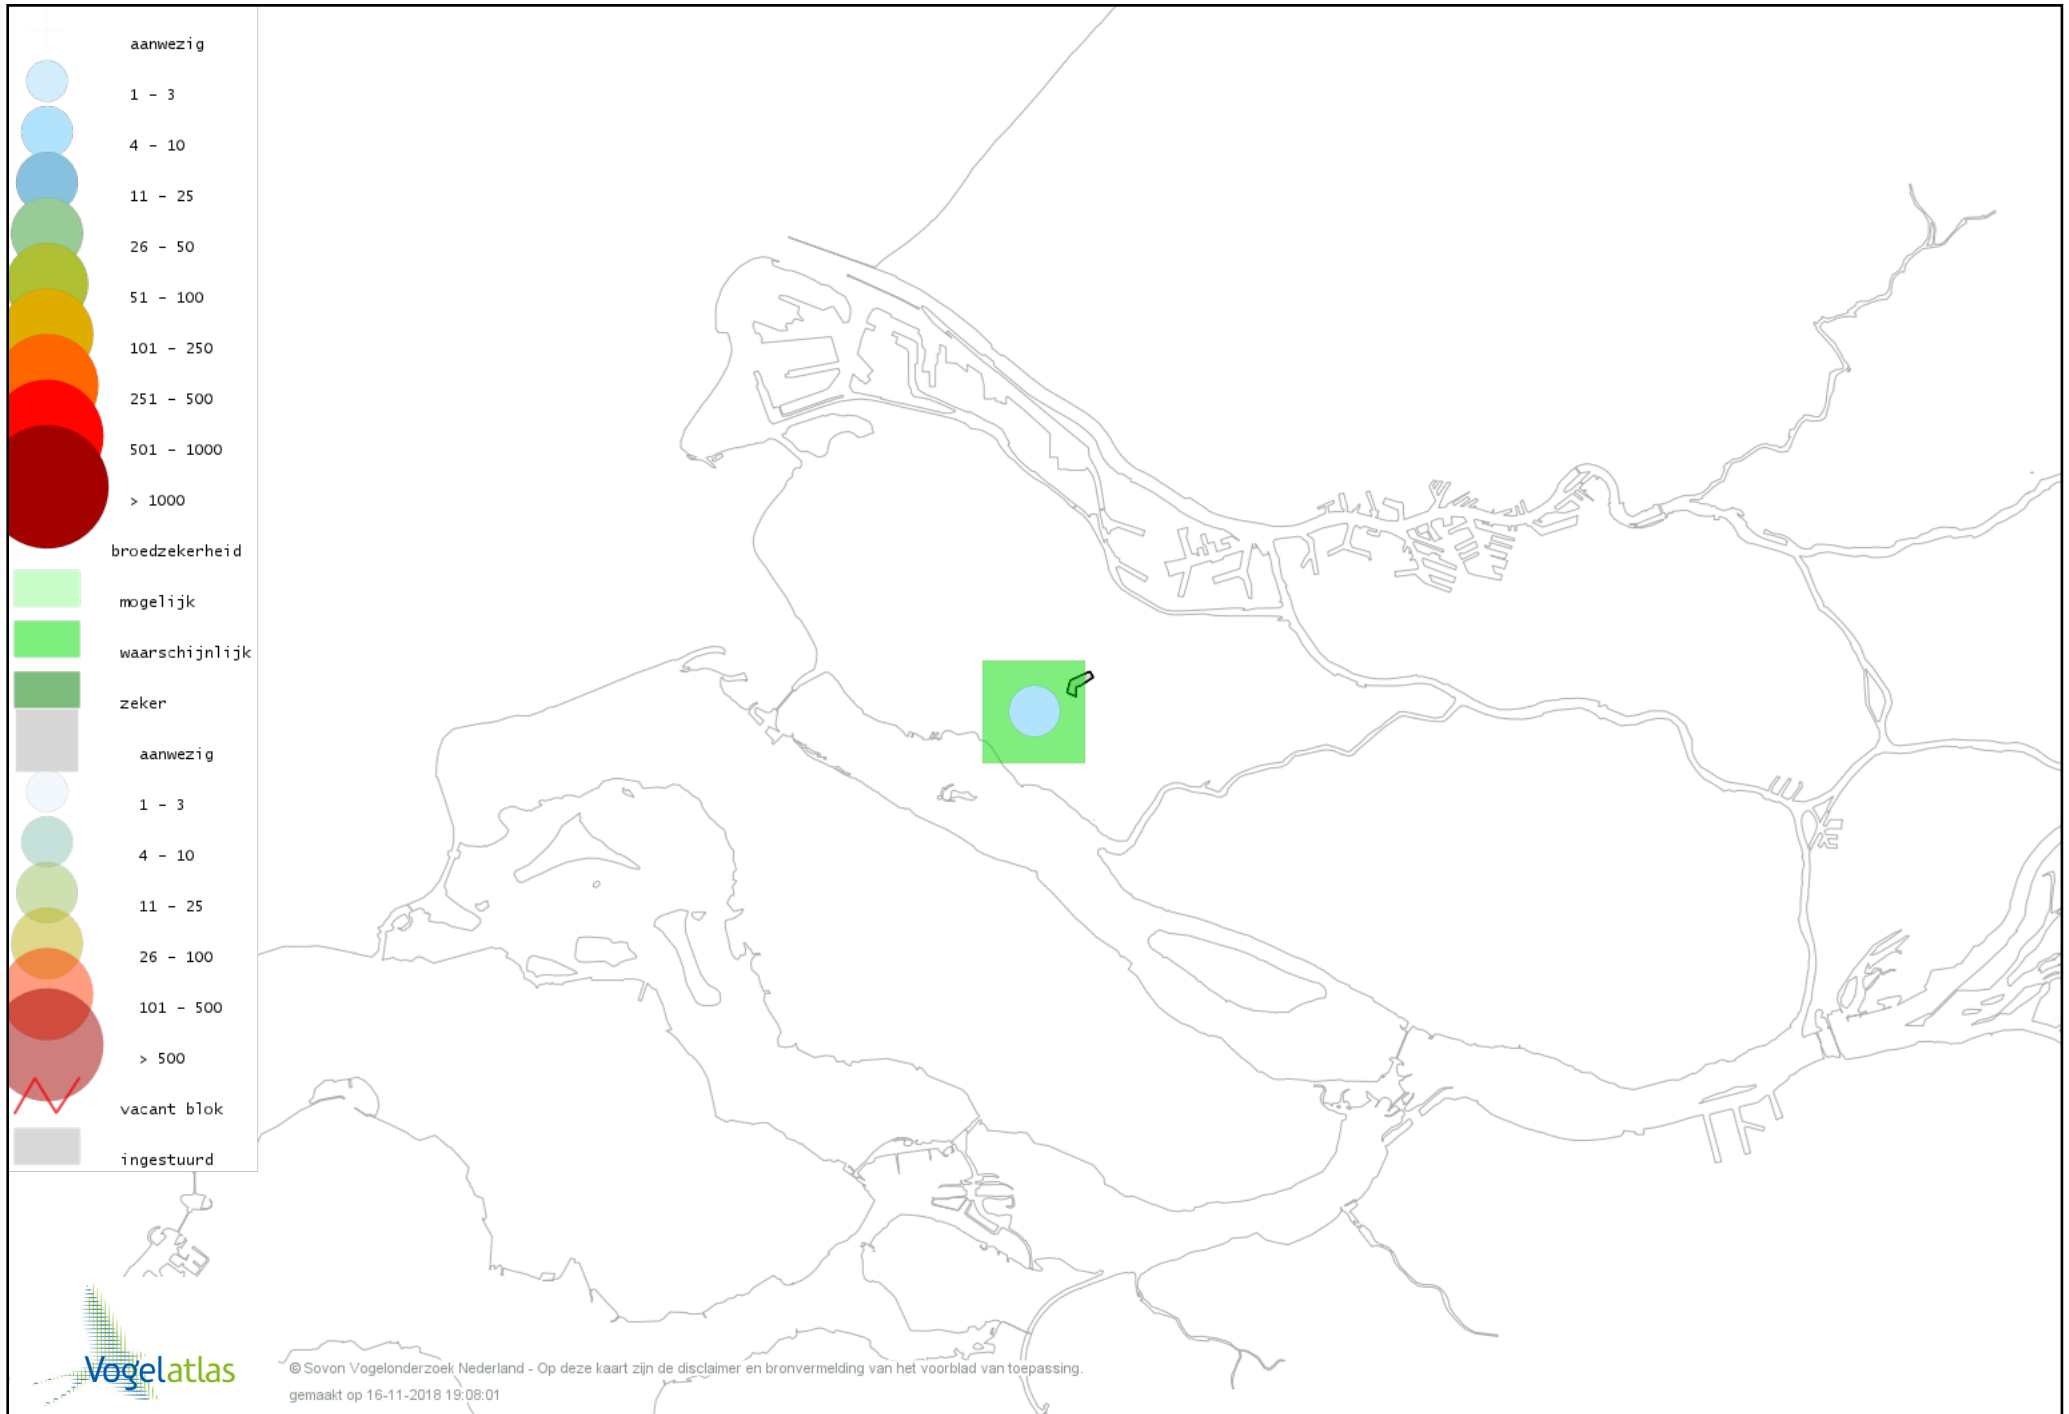 aanwezig
1 - 3
4 - 10
11 - 25
26 - 50
51 - 100
101 - 250
251 - 500
501 - 1000
> 1000
broedzekerheid
mogelijk
waarschijnlijk
zeker
aanwezig
1 - 3
4 - 10
11 - 25
26 - 100
101 - 500
> 500
vacant blok
ingestuurd
Vogelatlas
© Sovon Vogelonderzoek Nederland - Op deze kaart zijn de disclaimer en bronvermelding van het voorblad van toepassing.
gemaakt op 16-11-2018 19:08:01